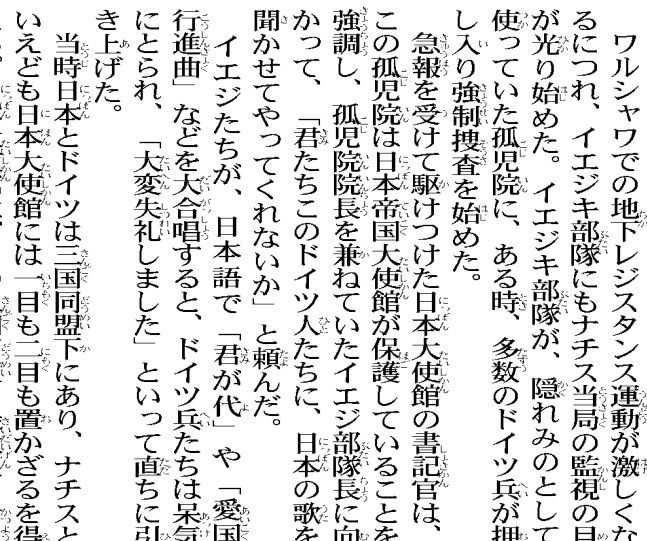 ワルシャワでの地下レジスタンス運動が激しくな
るにつれ、イエジキ部隊にもナチス当局の監視の目
が光り始めた。イエジキ部隊が、隠れみのとして
使っていた孤児院に、ある時、多数のドイツ兵が押
し入り強制捜査を始めた。
急報を受けて駆けつけた日本大使館の書記官は、
この孤児院は日本帝国大使館が保護していることを
強調し、孤児院院長を兼ねていたイエジ部隊長に向
かって、「君たちこのドイツ人たちに、日本の歌を
聞かせてやってくれないか」と頼んだ。
イエジたちが、日本語で「君が代」や「愛国
行進曲」などを大合唱すると、ドイツ兵たちは呆気
にとられ、「大変失礼しました」といって直ちに引
き上げた。
当時日本とドイツは三国同盟下にあり、ナチスと
いえども日本大使館には一目も二目も置かざるを得